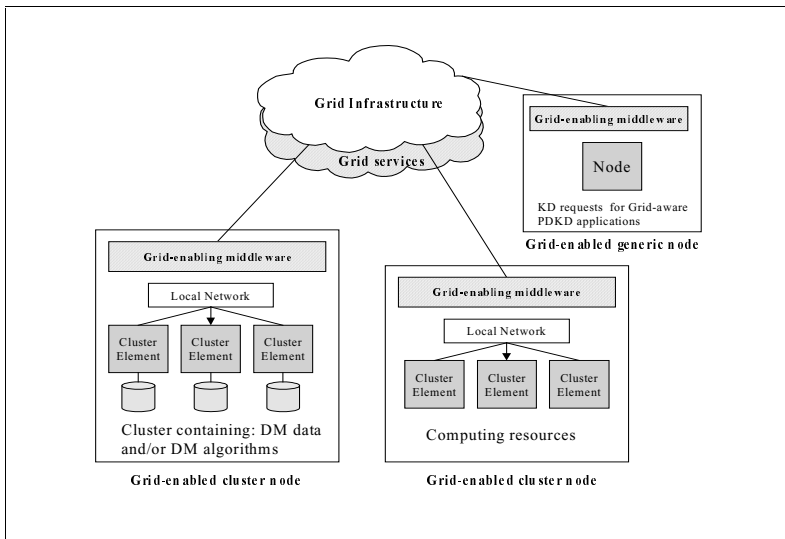 Grid Infrastructure
Grid services
Grid-enabling middleware
Node
KD requests for Grid-aware
PDKD applications
Grid-enabled generic node
Grid-enabling middleware
Local Network
Cluster
Element
Cluster
Element
Cluster
Element
Cluster containing: DM data
and/or DM algorithms
Grid-enabled cluster node
Grid-enabling middleware
Local Network
Cluster
Element
Cluster
Element
Cluster
Element
Computing resources
Grid-enabled cluster node